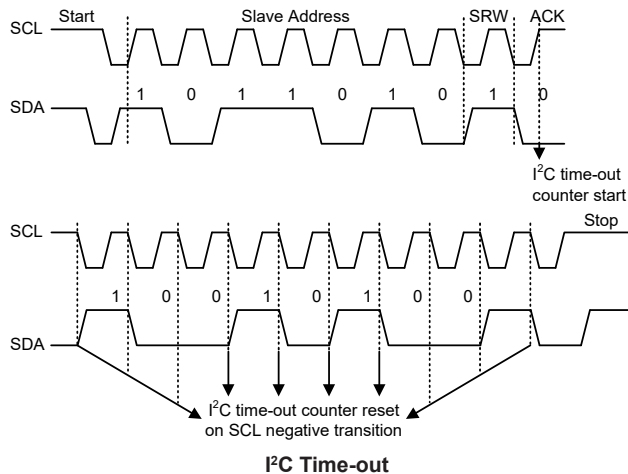 Start Slave Address SRW ACK
SCL
1 0 1 1 0 1 0 1 0
SDA
I²C time-out
counter start
SCL Stop
1 0 0 1 0 1 0 0
SDA
I²C time-out counter reset
on SCL negative transition
I²C Time-out